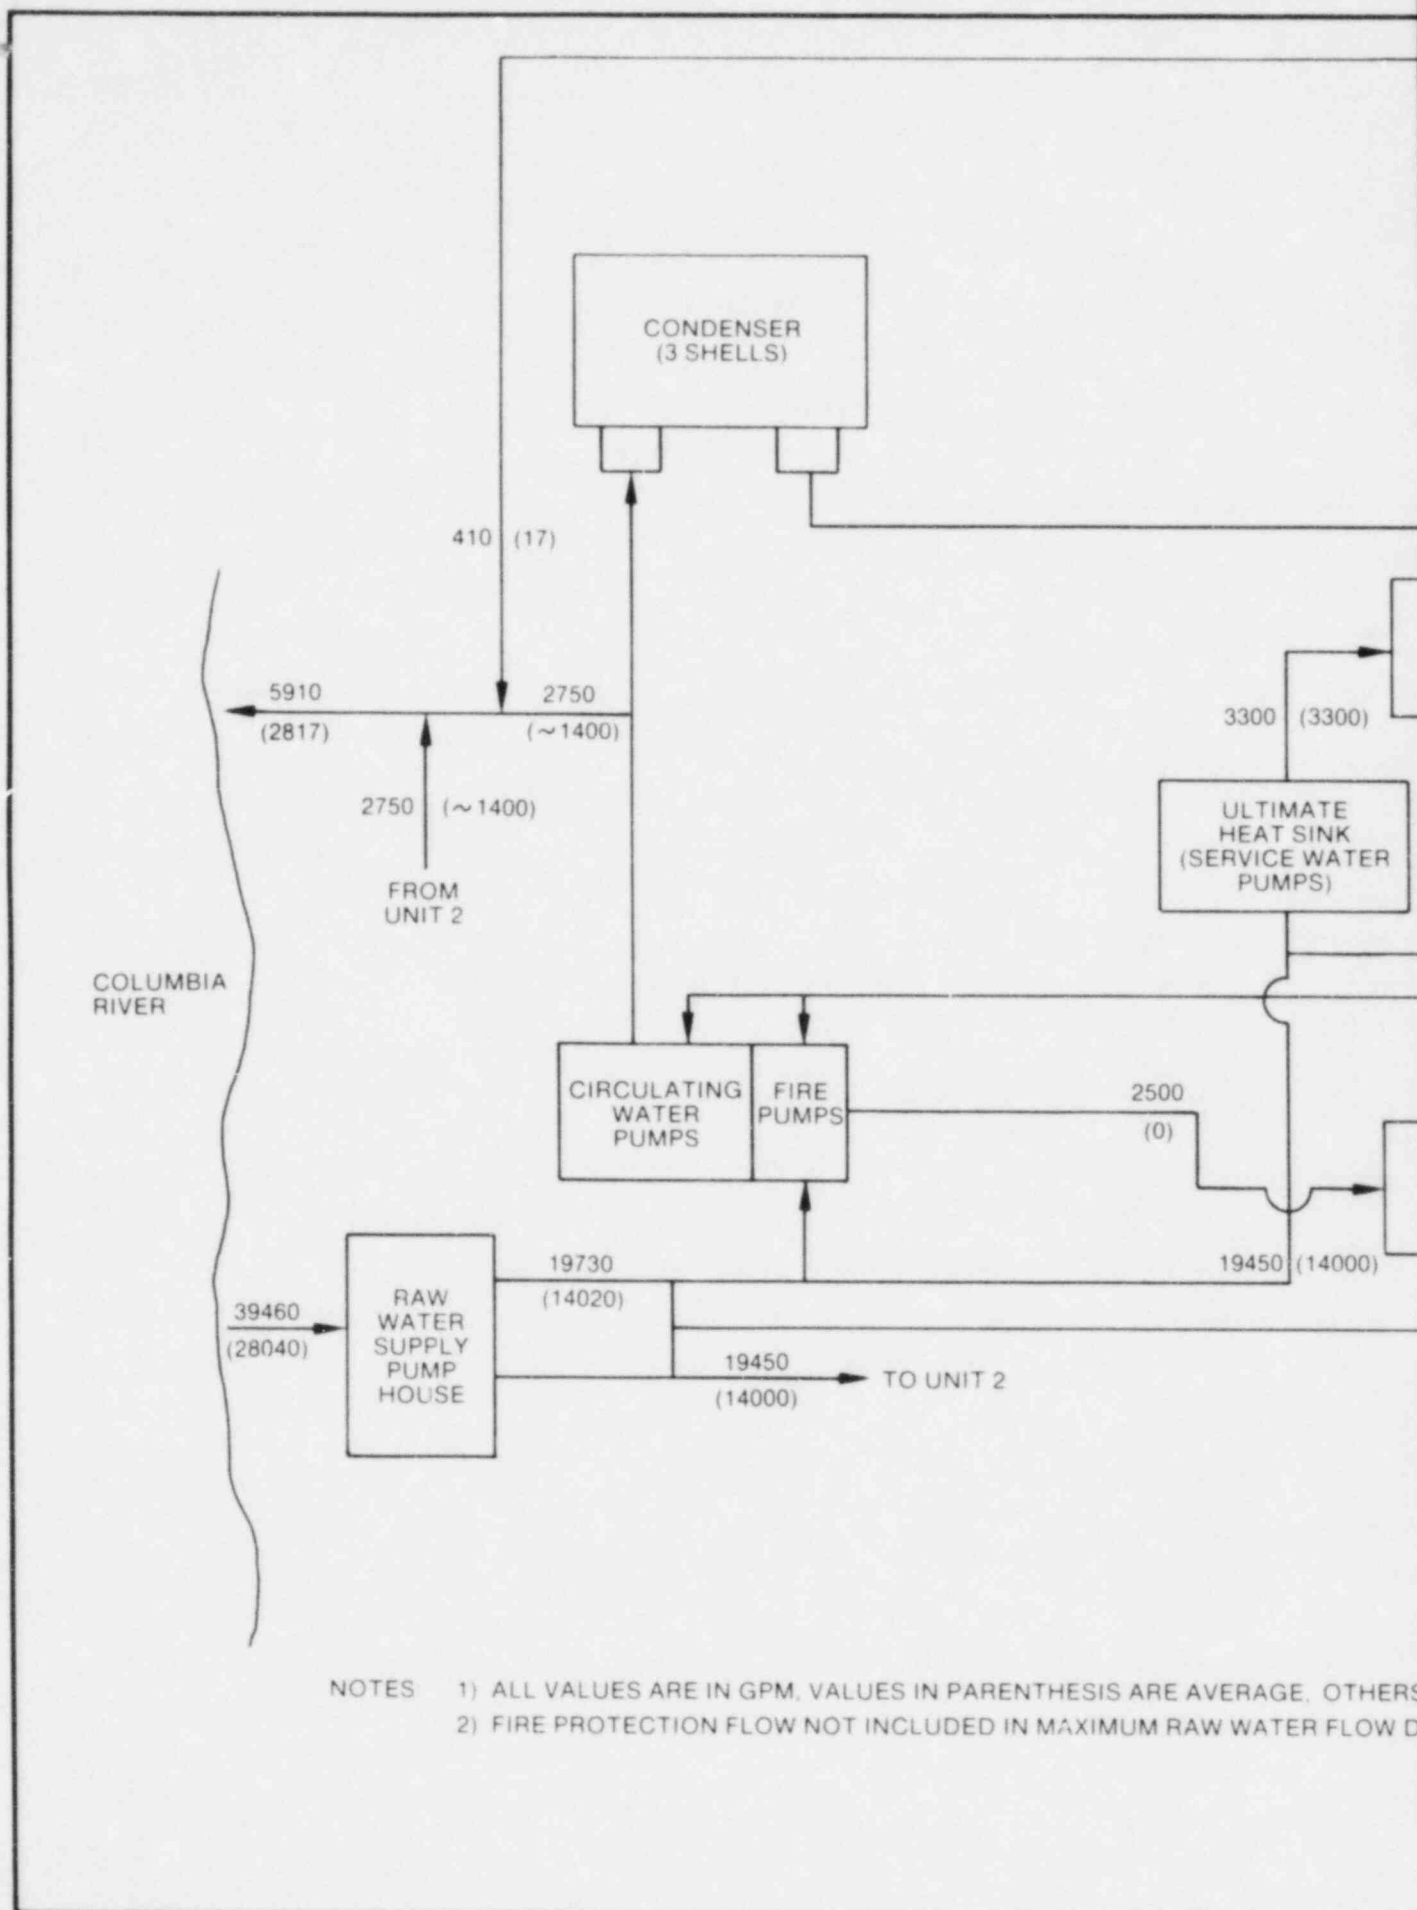 CONDENSER
(3 SHELLS)
410 (17)
5910
(2817)
2750
(~1400)
2750 (~1400)
FROM
UNIT 2
3300 (3300)
ULTIMATE
HEAT SINK
(SERVICE WATER
PUMPS)
COLUMBIA
RIVER
CIRCULATING
WATER
PUMPS
FIRE
PUMPS
2500
(0)
19730
(14020)
19450 (14000)
39460
(28040)
RAW
WATER
SUPPLY
PUMP
HOUSE
19450
(14000)
TO UNIT 2
NOTES 1) ALL VALUES ARE IN GPM, VALUES IN PARENTHESIS ARE AVERAGE. OTHERS
2) FIRE PROTECTION FLOW NOT INCLUDED IN MAXIMUM RAW WATER FLOW D